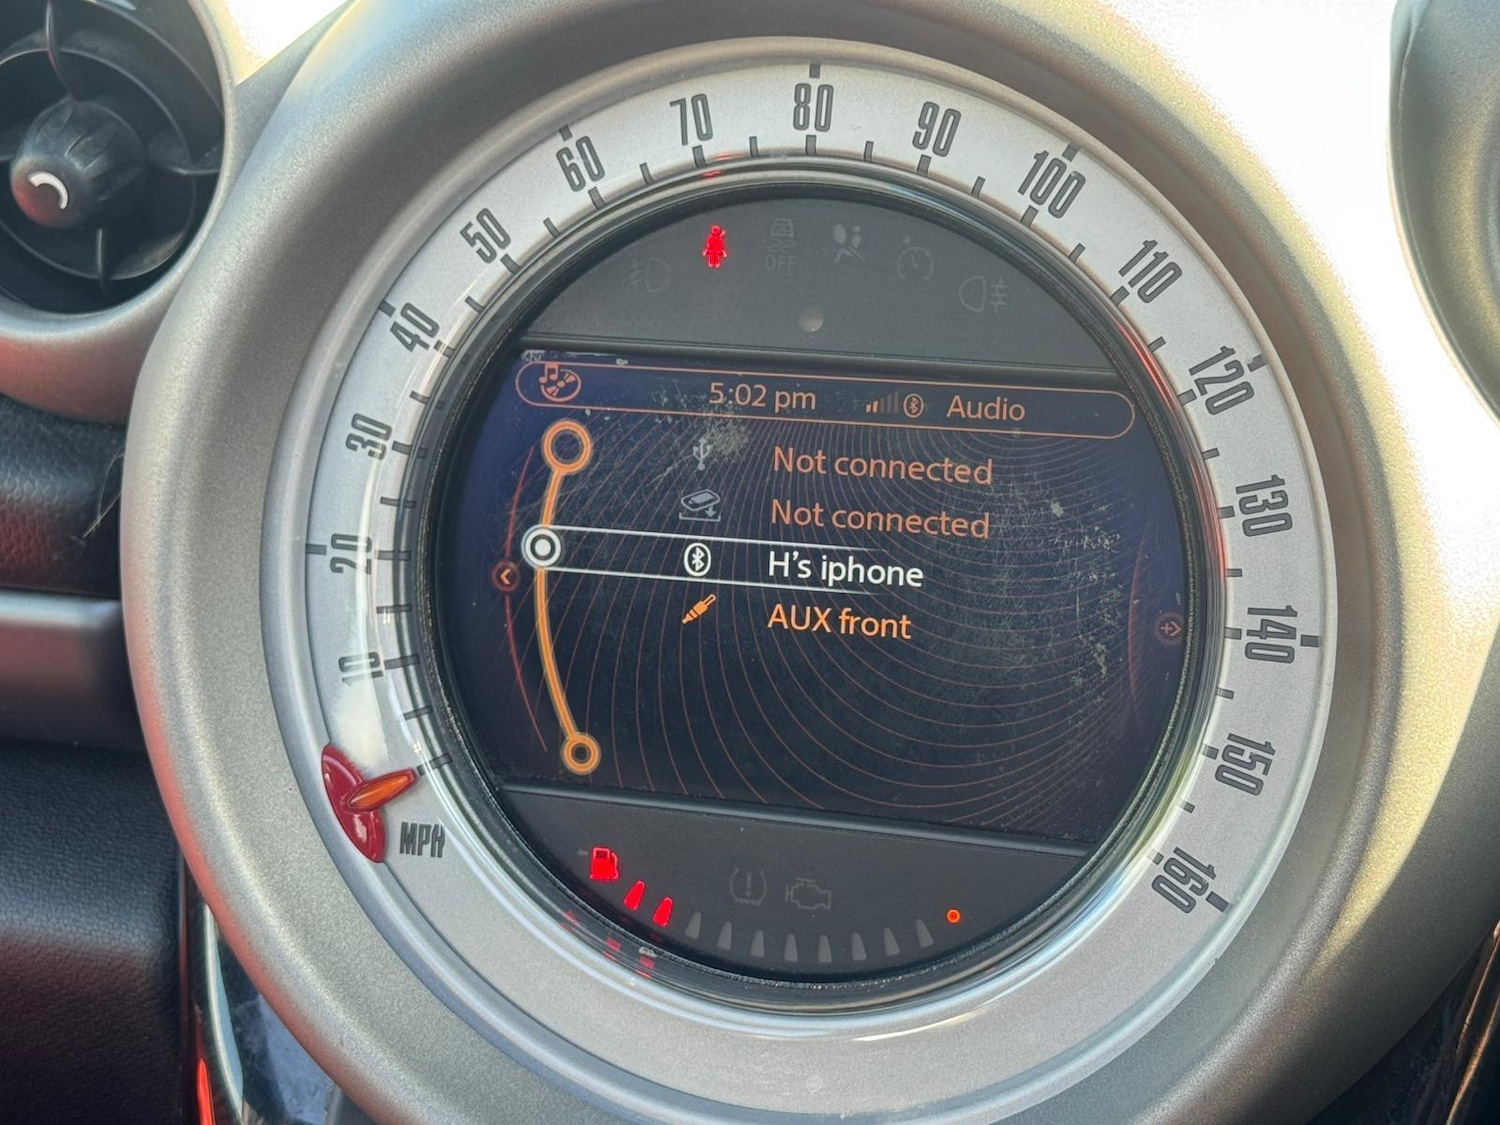 10
20
30
40
50
60
70
80
90
100
110
120
130
140
150
160
MPH
OFF
5:02 pm Audio
Not connected
Not connected
H's iphone
AUX front